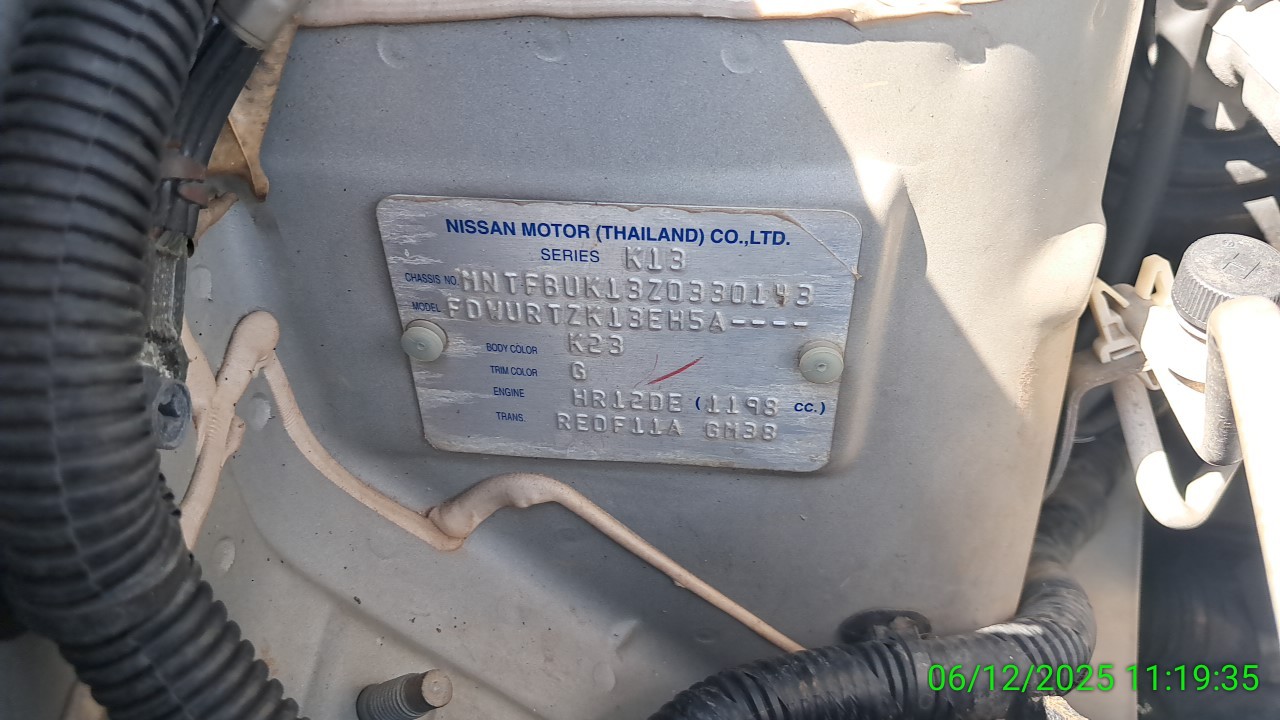 NISSAN MOTOR (THAILAND) CO.,LTD.
SERIES K13
CHASSIS NO. MNTFBUK13Z0330143
MODEL FDWURTZK13EH5A----
BODY COLOR K23
TRIM COLOR G
ENGINE HR12DE (1198 CC.)
TRANS. RE0F11A GM38
06/12/2025 11:19:35